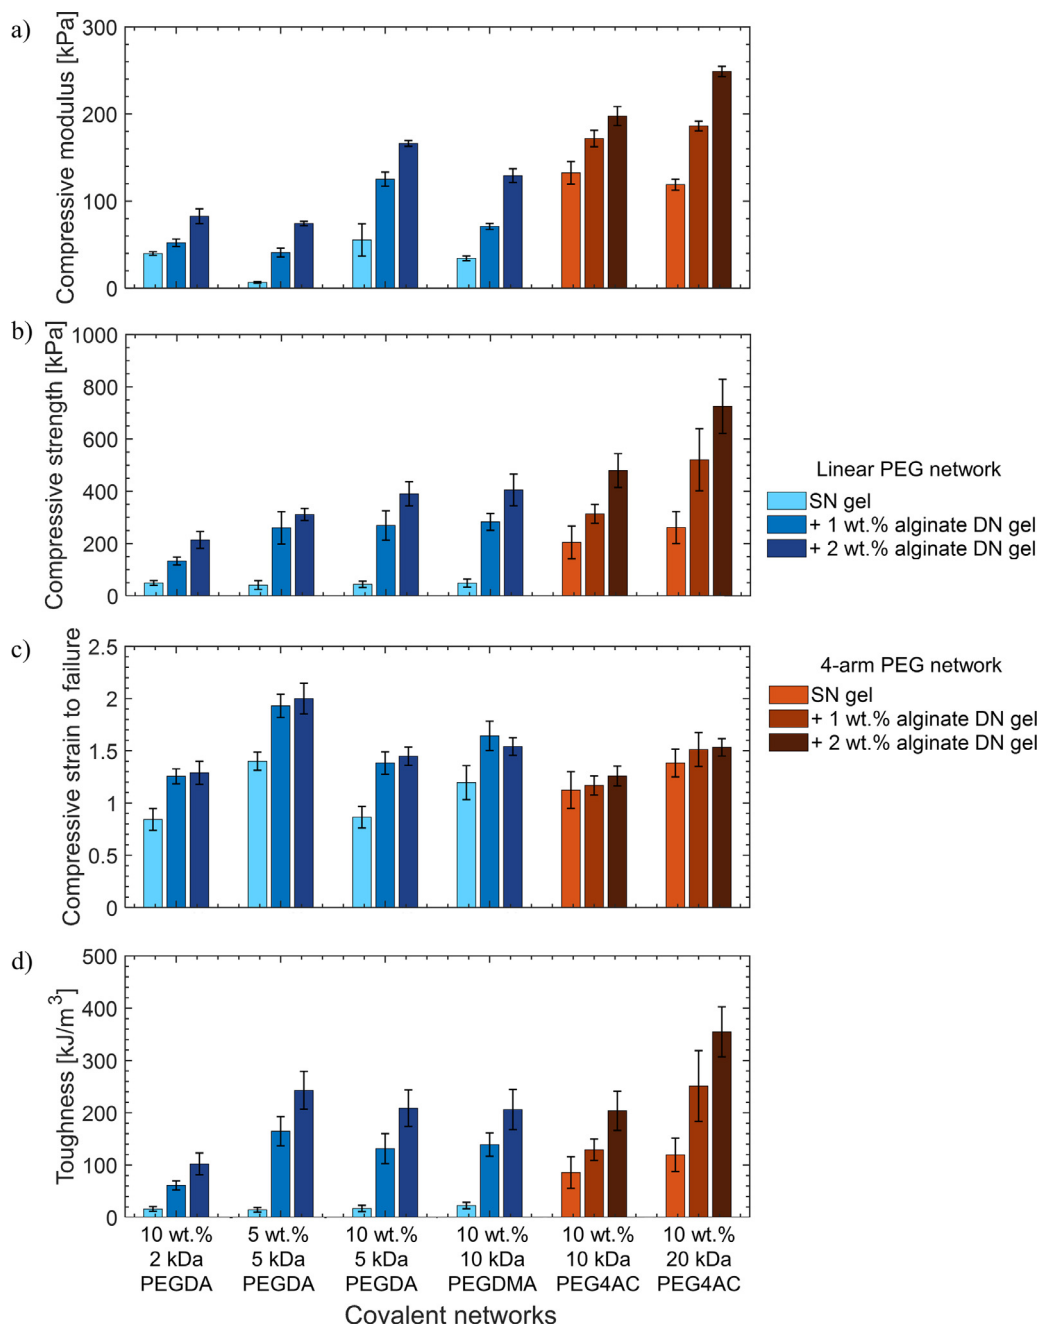 a)
Compressive modulus [kPa]
300
200
100
0
b)
Compressive strength [kPa]
1000
800
600
400
200
0
Linear PEG network
SN gel
+ 1 wt.% alginate DN gel
+ 2 wt.% alginate DN gel
c)
Compressive strain to failure
2.5
2
1.5
1
0.5
0
4-arm PEG network
SN gel
+ 1 wt.% alginate DN gel
+ 2 wt.% alginate DN gel
d)
Toughness [kJ/m³]
500
400
300
200
100
0
10 wt.% 5 wt.% 10 wt.% 10 wt.% 10 wt.% 10 wt.%
2 kDa 5 kDa 5 kDa 10 kDa 10 kDa 20 kDa
PEGDA PEGDA PEGDA PEGDMA PEG4AC PEG4AC
Covalent networks